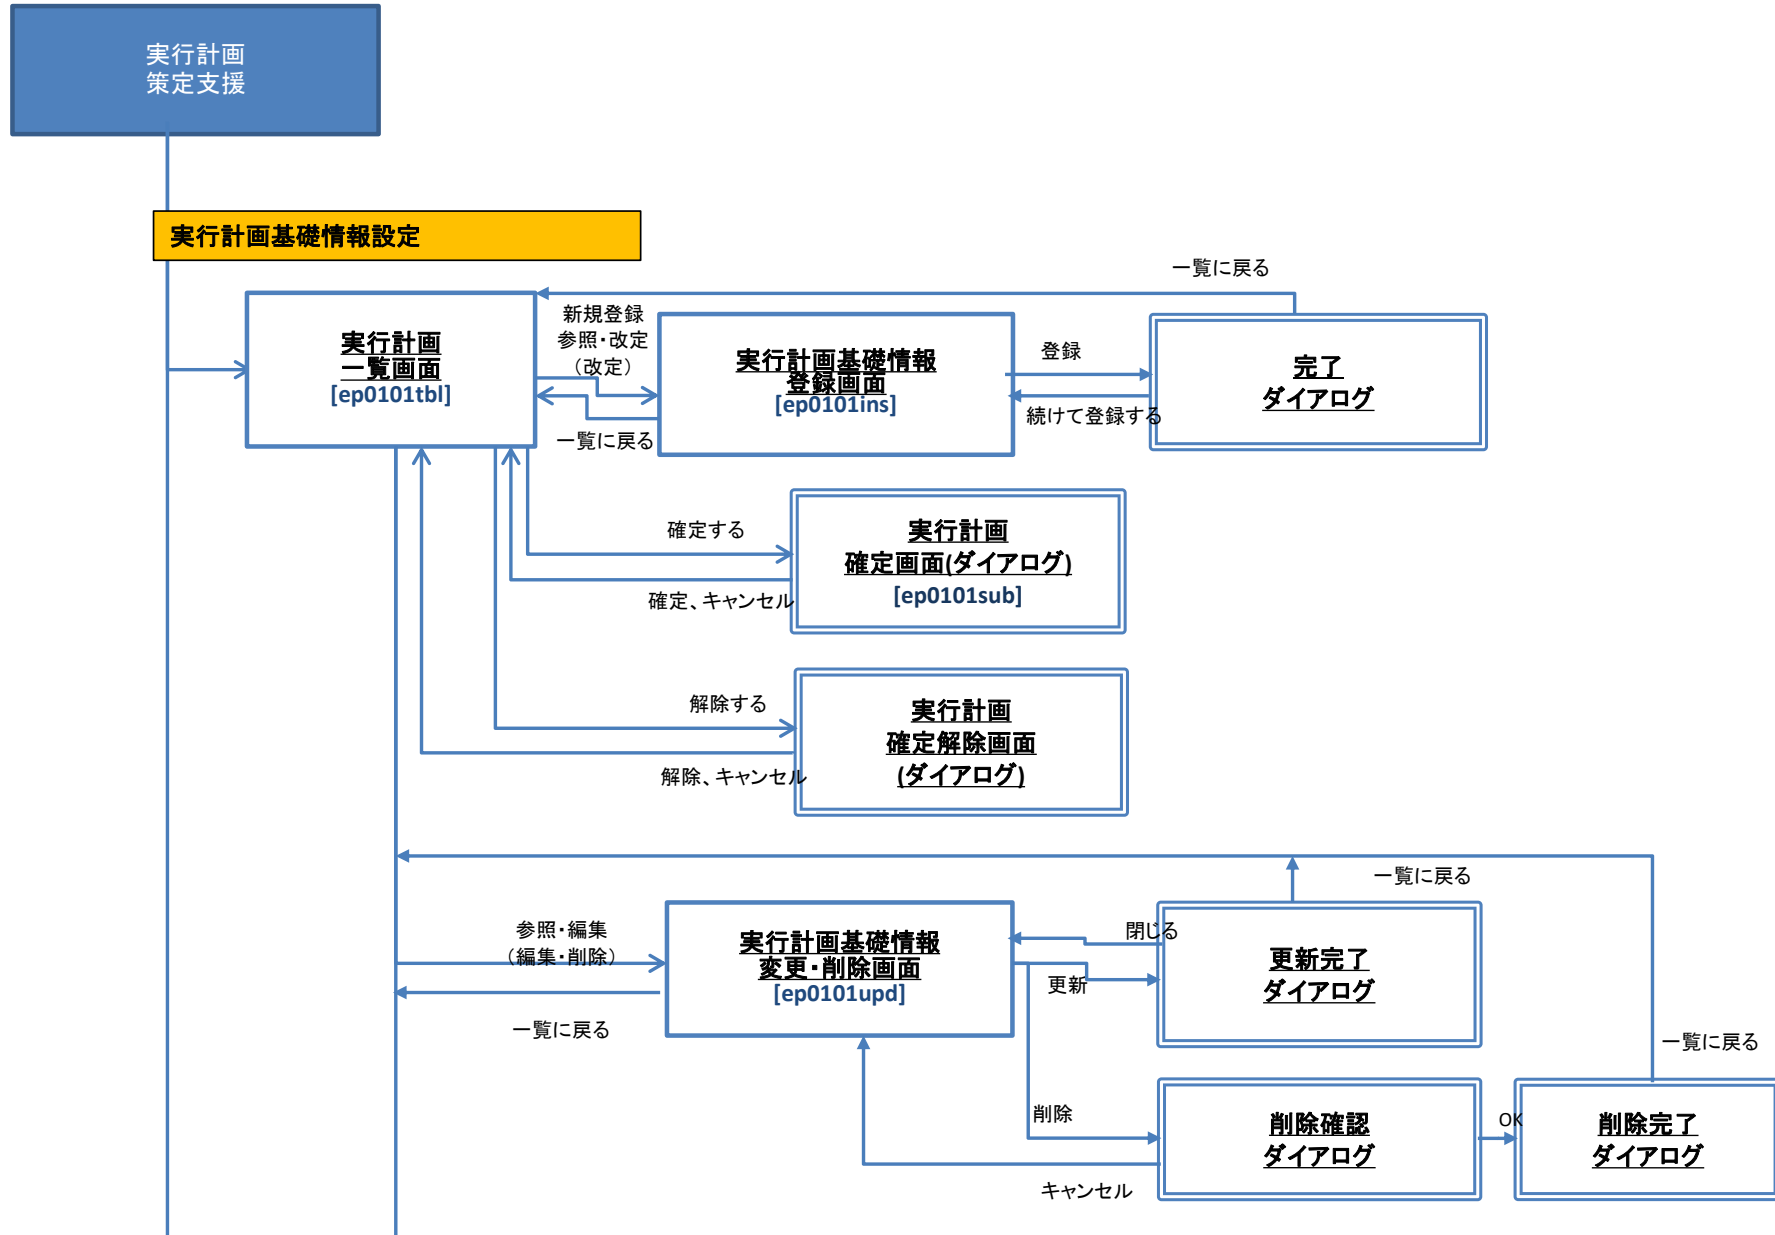 実行計画
策定支援
実行計画基礎情報設定
一覧に戻る
実行計画
一覧画面
[ep0101tbl]
新規登録
参照・改定
（改定）
一覧に戻る
実行計画基礎情報
登録画面
[ep0101ins]
登録
続けて登録する
完了
ダイアログ
確定する
確定、キャンセル
実行計画
確定画面(ダイアログ)
[ep0101sub]
解除する
解除、キャンセル
実行計画
確定解除画面
(ダイアログ)
一覧に戻る
参照・編集
（編集・削除）
一覧に戻る
実行計画基礎情報
変更・削除画面
[ep0101upd]
閉じる
更新
更新完了
ダイアログ
一覧に戻る
削除
キャンセル
削除確認
ダイアログ
OK
削除完了
ダイアログ